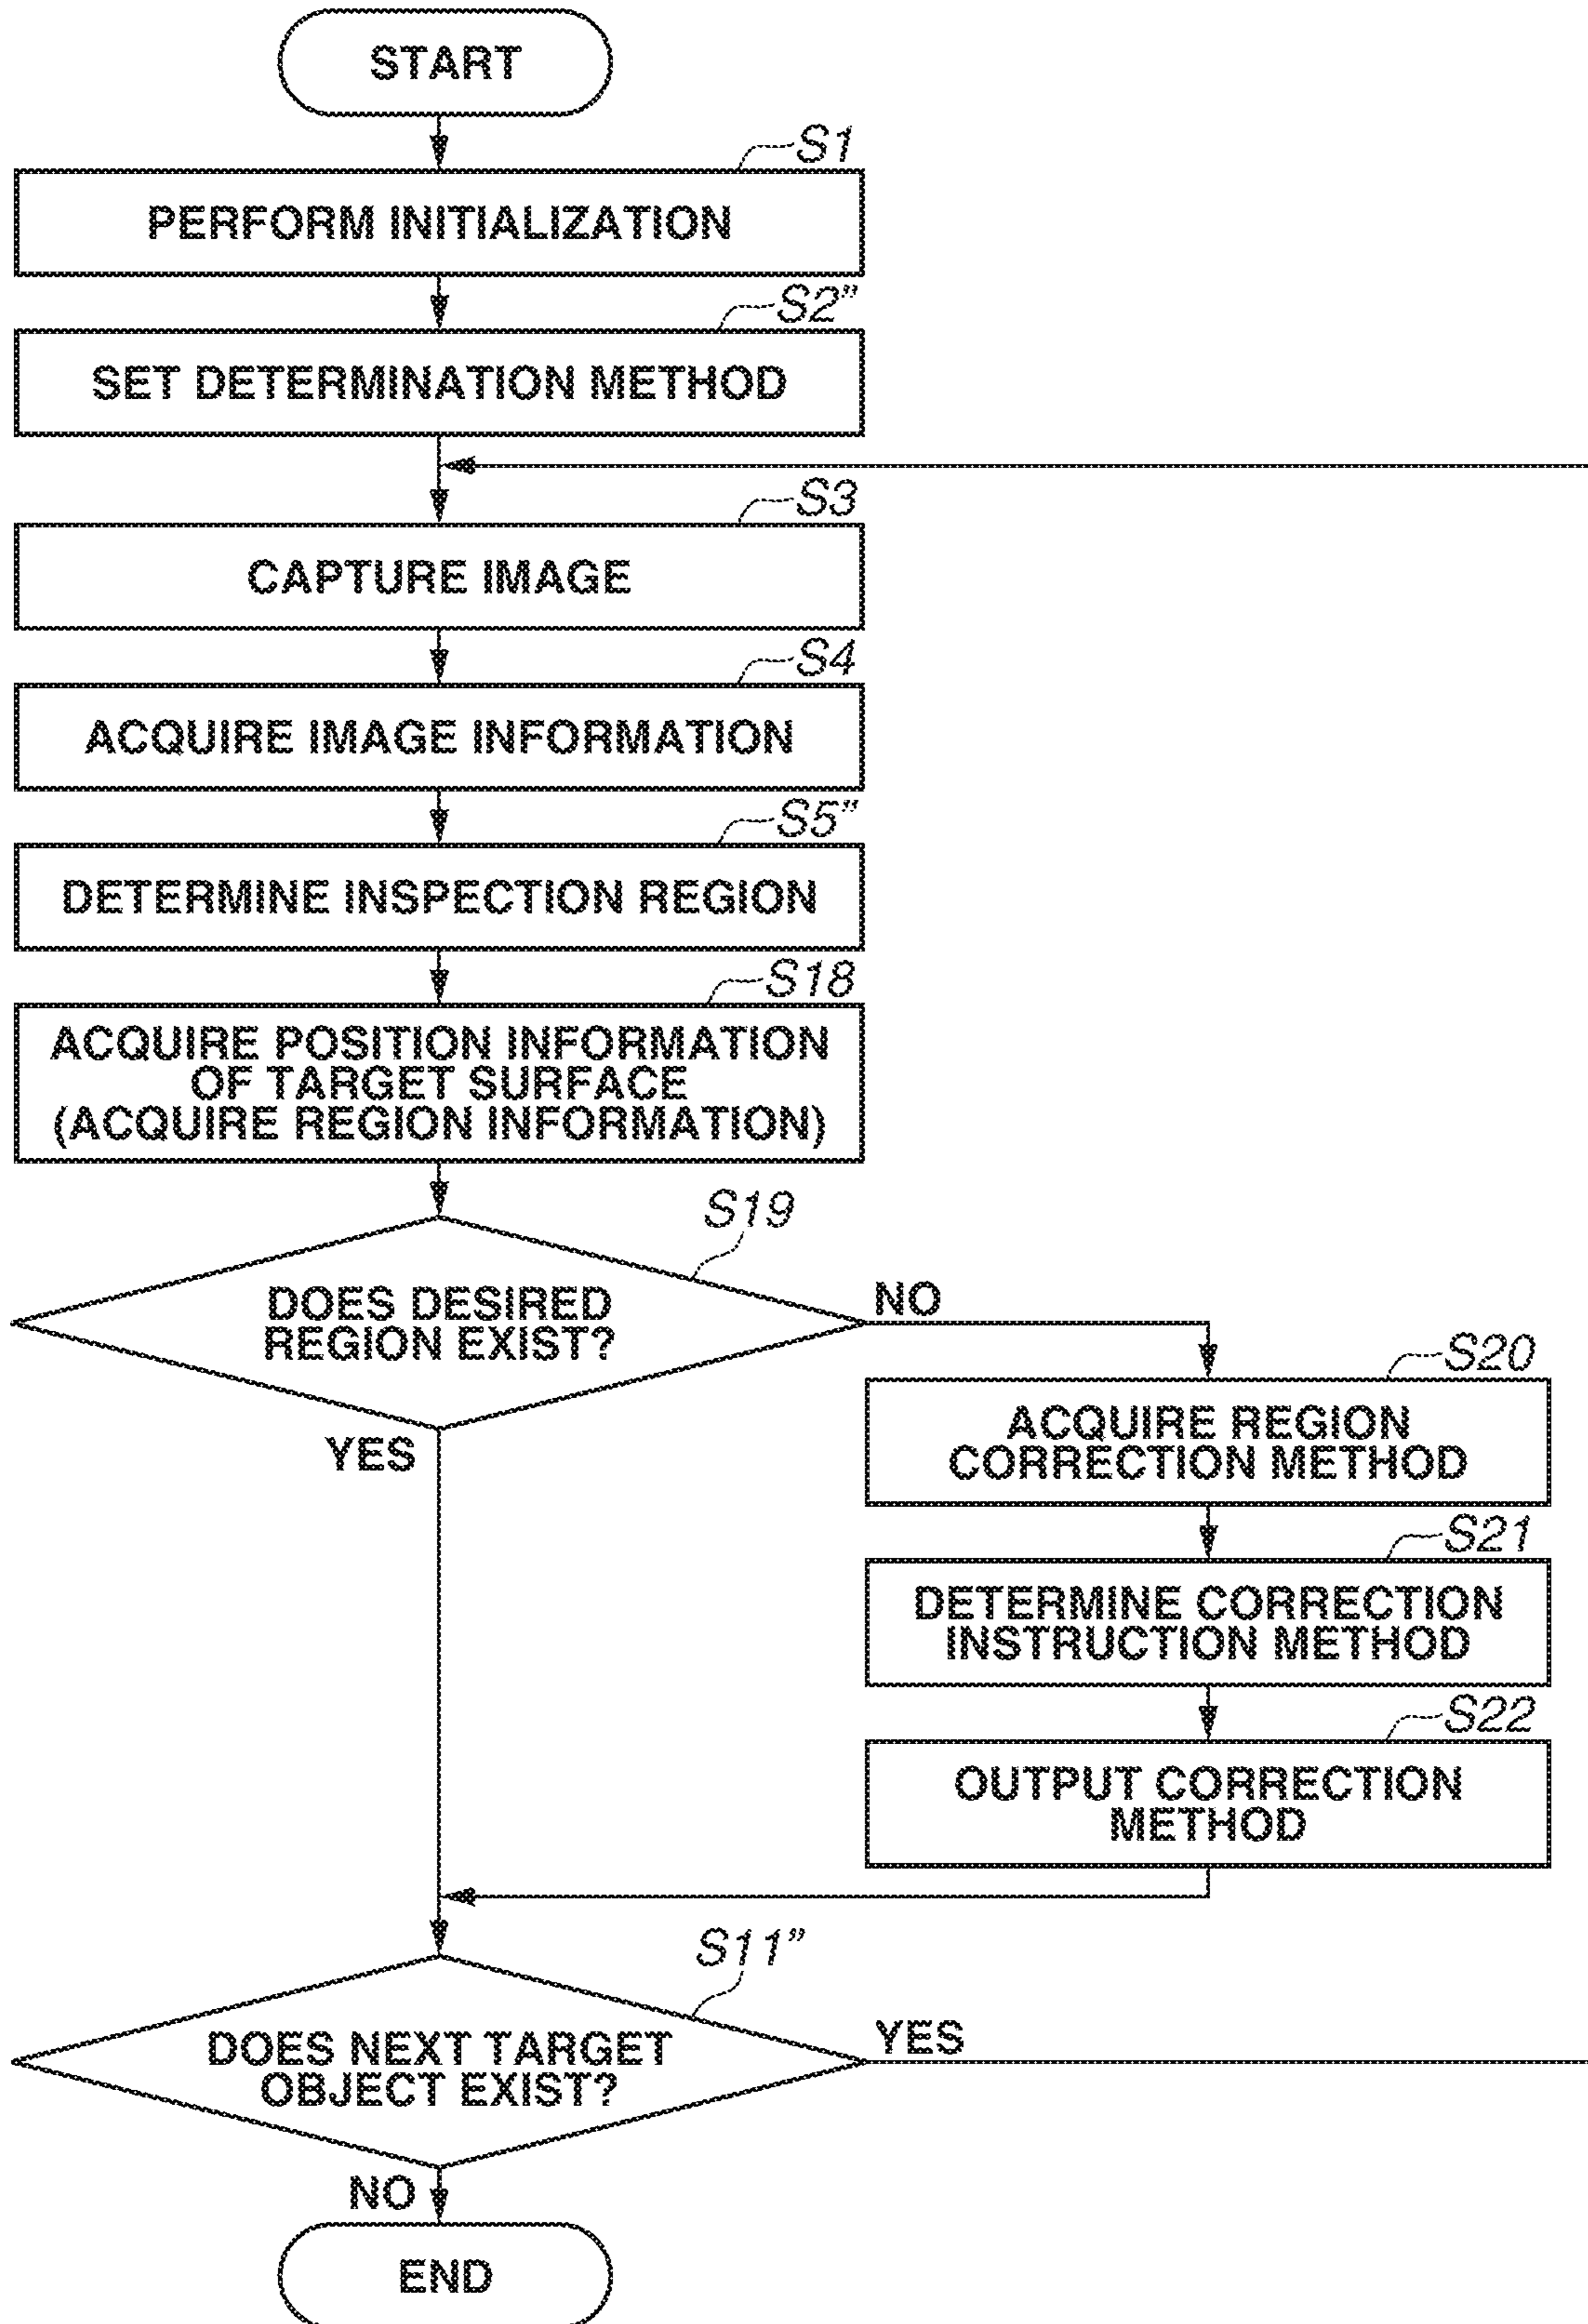 START
S1
PERFORM INITIALIZATION
S2”
SET DETERMINATION METHOD
S3
CAPTURE IMAGE
S4
ACQUIRE IMAGE INFORMATION
S5”
DETERMINE INSPECTION REGION
S18
ACQUIRE POSITION INFORMATION
OF TARGET SURFACE
(ACQUIRE REGION INFORMATION)
S19
DOES DESIRED
REGION EXIST?
NO
YES
S20
ACQUIRE REGION
CORRECTION METHOD
S21
DETERMINE CORRECTION
INSTRUCTION METHOD
S22
OUTPUT CORRECTION
METHOD
S11”
DOES NEXT TARGET
OBJECT EXIST?
YES
NO
END